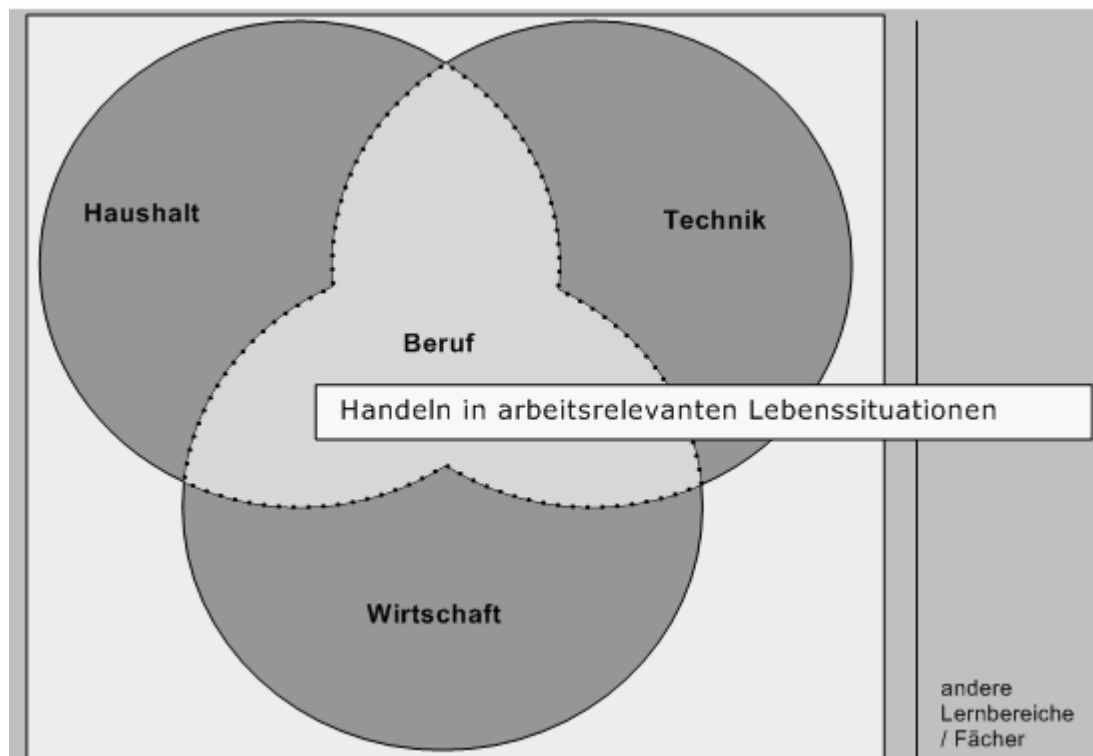 Haushalt
Technik
Beruf
Handeln in arbeitsrelevanten Lebenssituationen
Wirtschaft
andere
Lernbereiche
/ Fächer